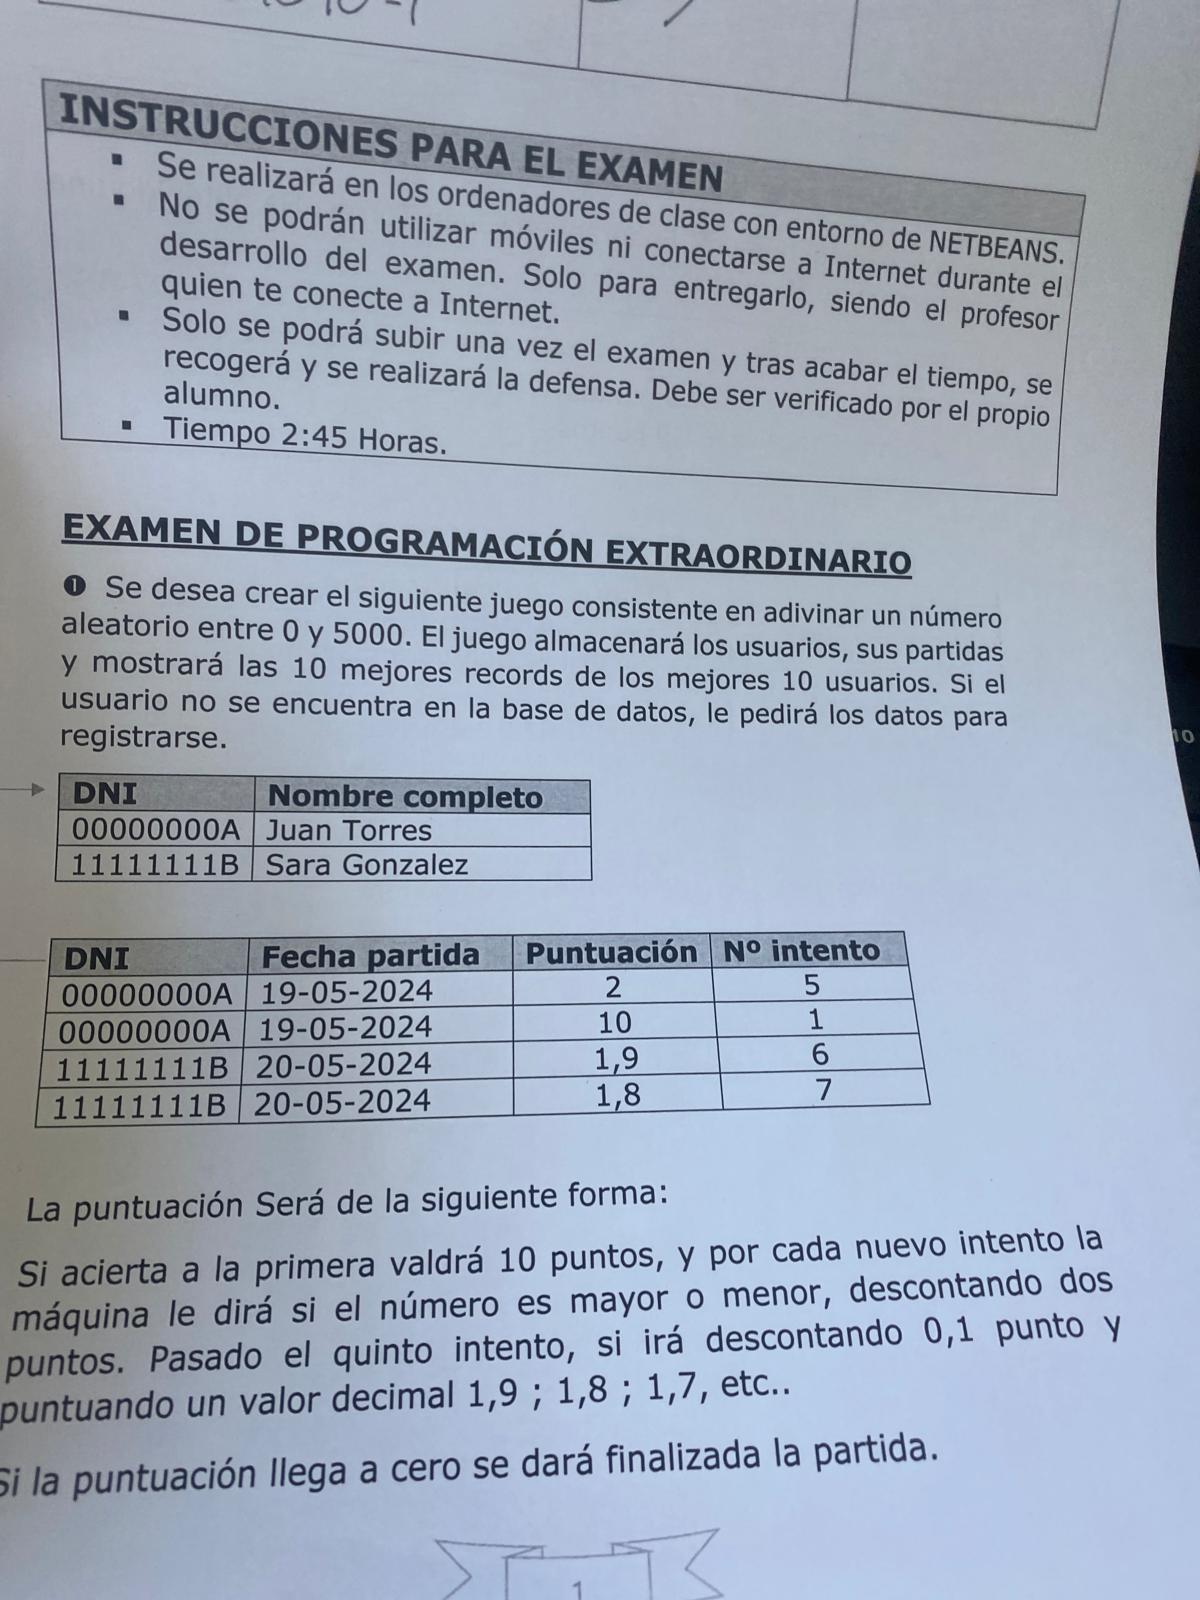 INSTRUCCIONES PARA EL EXAMEN
▪ Se realizará en los ordenadores de clase con entorno de NETBEANS.
▪ No se podrán utilizar móviles ni conectarse a Internet durante el
desarrollo del examen. Solo para entregarlo, siendo el profesor
quien te conecte a Internet.
▪ Solo se podrá subir una vez el examen y tras acabar el tiempo, se
recogerá y se realizará la defensa. Debe ser verificado por el propio
alumno.
▪ Tiempo 2:45 Horas.
EXAMEN DE PROGRAMACIÓN EXTRAORDINARIO
❶ Se desea crear el siguiente juego consistente en adivinar un número
aleatorio entre 0 y 5000. El juego almacenará los usuarios, sus partidas
y mostrará las 10 mejores records de los mejores 10 usuarios. Si el
usuario no se encuentra en la base de datos, le pedirá los datos para
registrarse.
DNI Nombre completo
00000000A Juan Torres
11111111B Sara Gonzalez
DNI Fecha partida Puntuación Nº intento
00000000A 19-05-2024 2 5
00000000A 19-05-2024 10 1
11111111B 20-05-2024 1,9 6
11111111B 20-05-2024 1,8 7
La puntuación Será de la siguiente forma:
Si acierta a la primera valdrá 10 puntos, y por cada nuevo intento la
máquina le dirá si el número es mayor o menor, descontando dos
puntos. Pasado el quinto intento, si irá descontando 0,1 punto y
puntuando un valor decimal 1,9 ; 1,8 ; 1,7, etc..
Si la puntuación llega a cero se dará finalizada la partida.
1